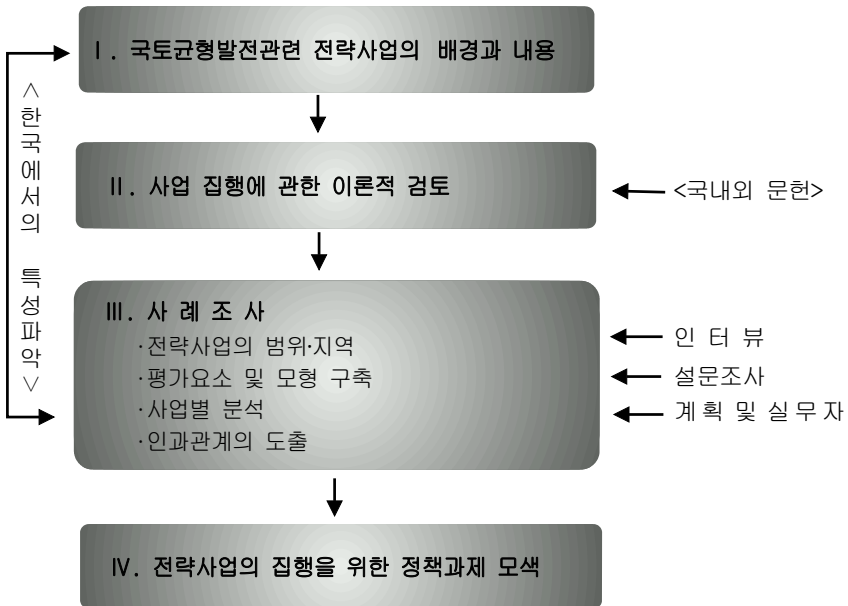 Ⅰ. 국토균형발전관련 전략사업의 배경과 내용
<한국에서의 특성파악>
Ⅱ. 사업 집행에 관한 이론적 검토
<국내외 문헌>
Ⅲ. 사 례 조 사
·전략사업의 범위·지역
·평가요소 및 모형 구축
·사업별 분석
·인과관계의 도출
인 터 뷰
설문조사
계획 및 실무자
Ⅳ. 전략사업의 집행을 위한 정책과제 모색